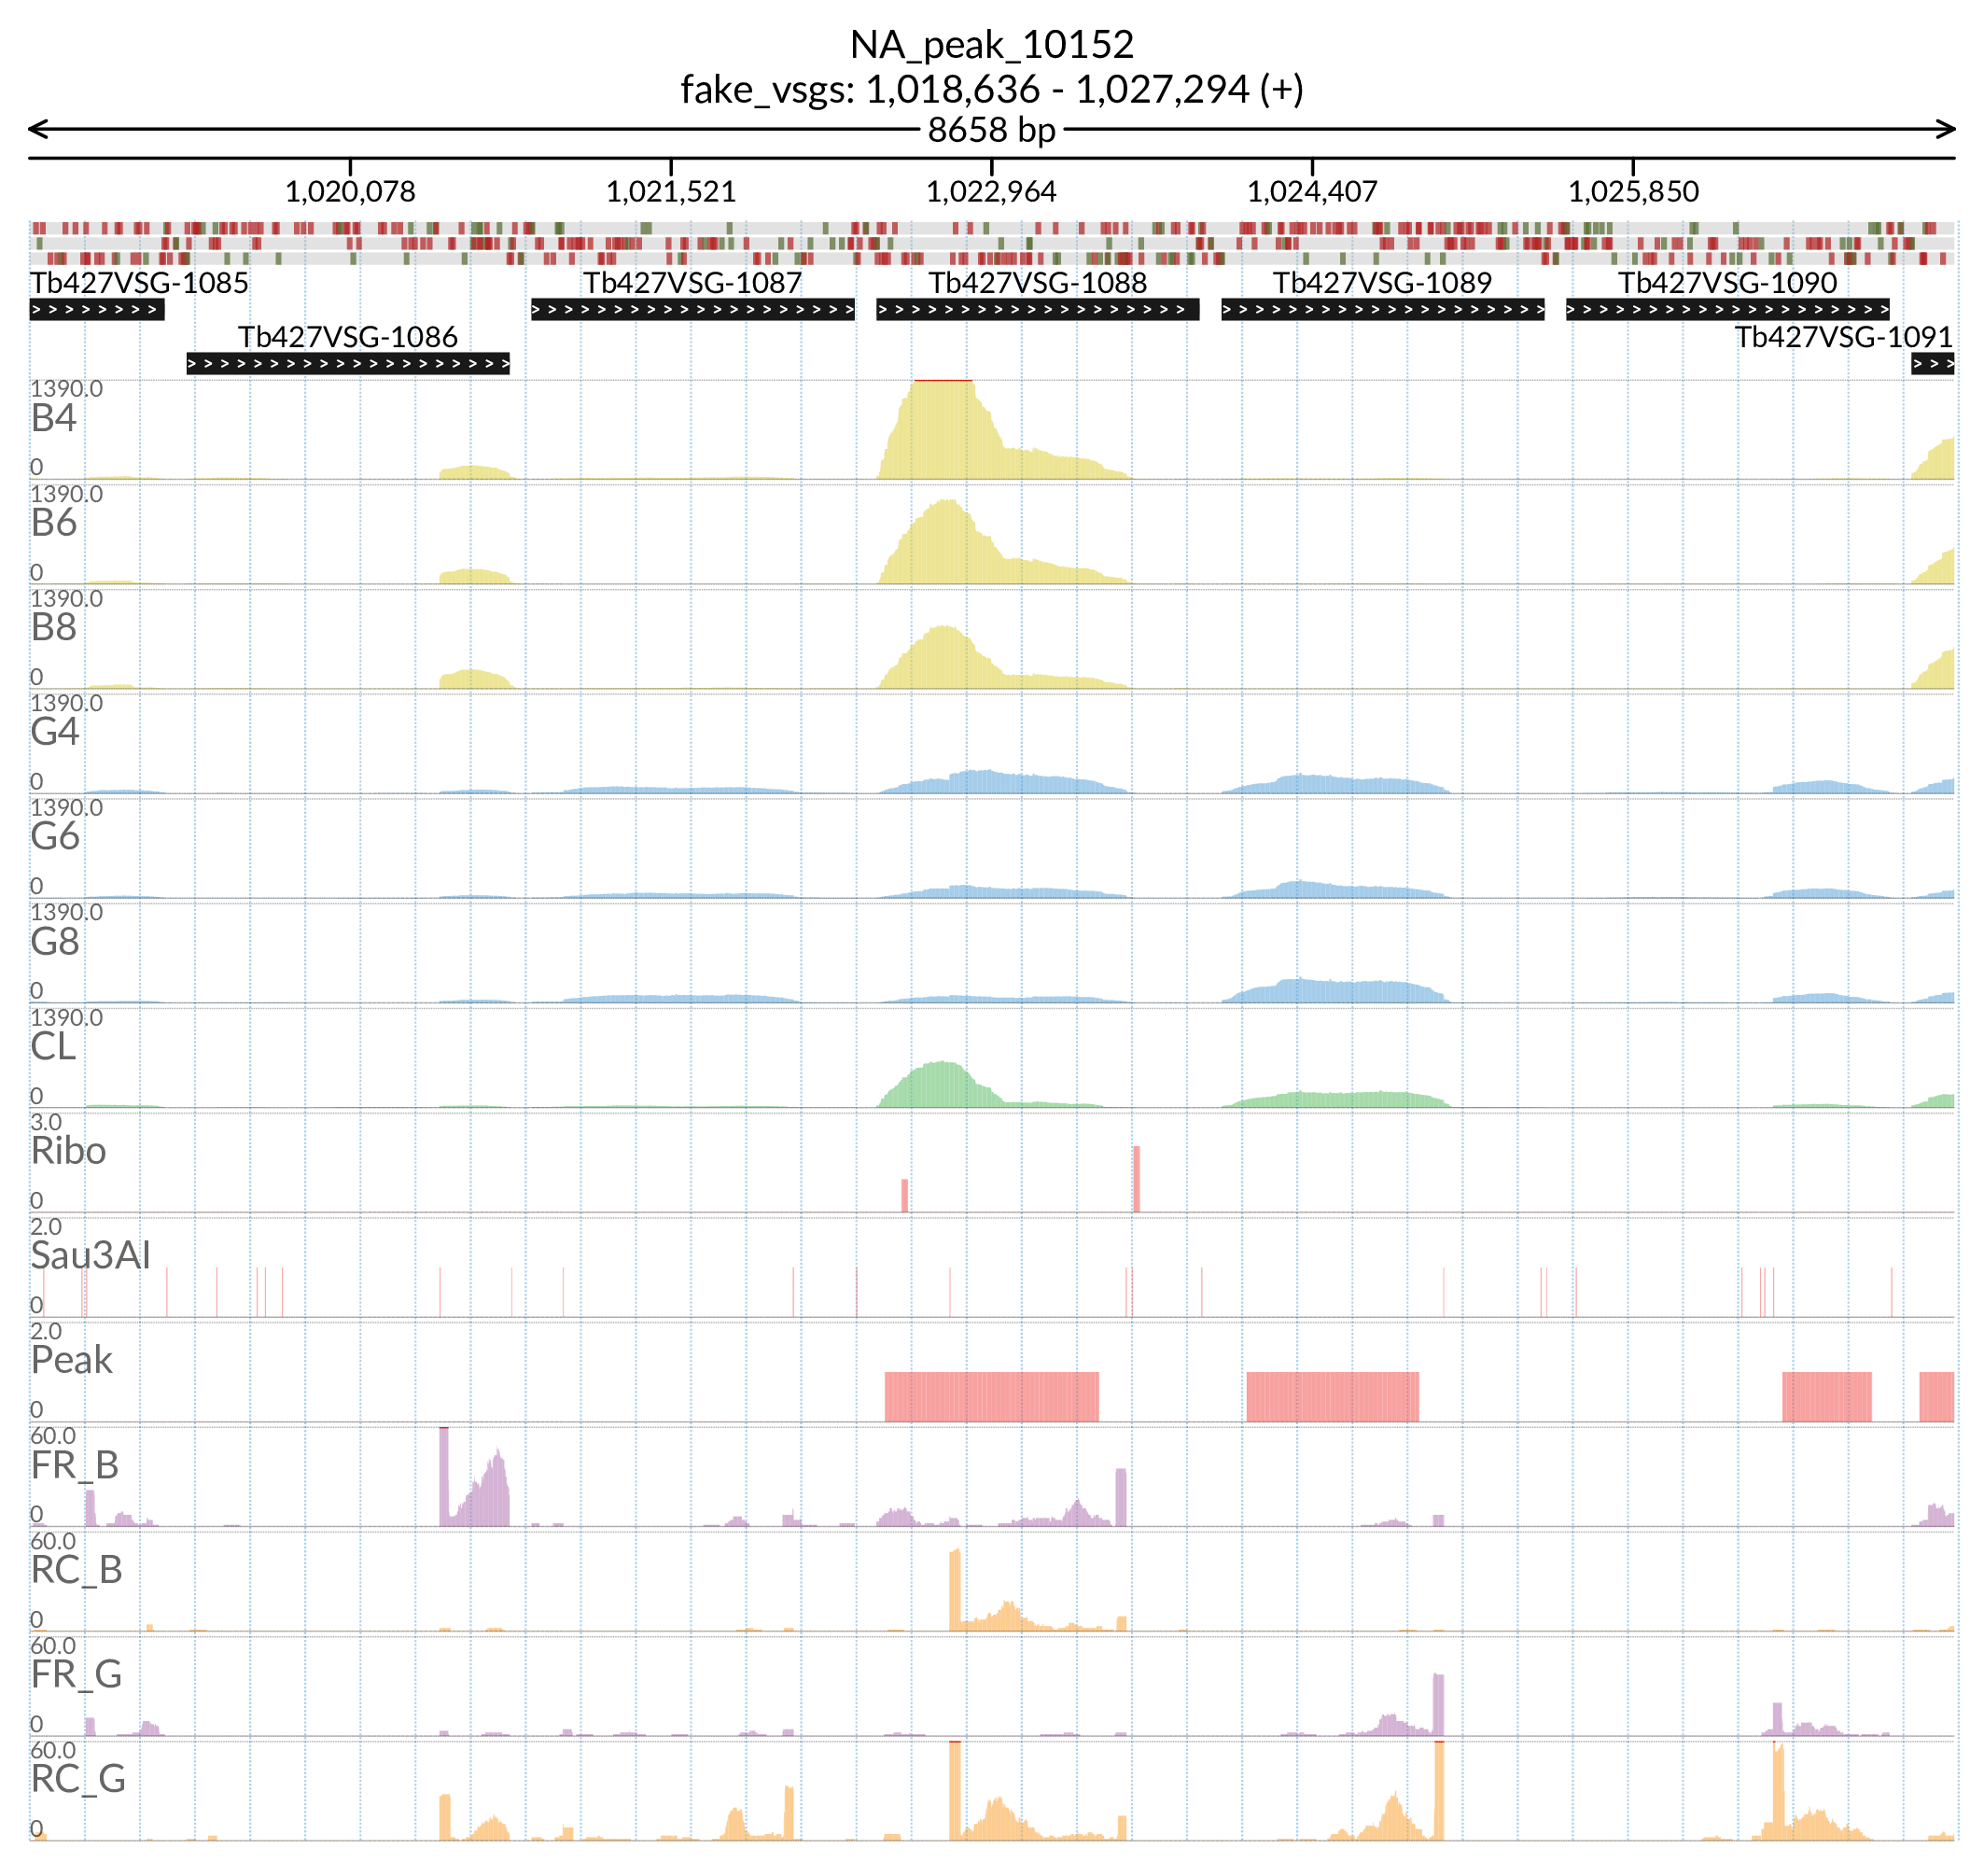 NA_peak_10152
fake_vsgs: 1,018,636 - 1,027,294 (+)
8658 bp
1,020,078 1,021,521 1,022,964 1,024,407 1,025,850
Tb427VSG-1085 Tb427VSG-1087 Tb427VSG-1088 Tb427VSG-1089 Tb427VSG-1090
Tb427VSG-1086 Tb427VSG-1091
1390.0
B4
0
1390.0
B6
0
1390.0
B8
0
1390.0
G4
0
1390.0
G6
0
1390.0
G8
0
1390.0
CL
0
3.0
Ribo
0
2.0
Sau3AI
0
2.0
Peak
0
60.0
FR_B
0
60.0
RC_B
0
60.0
FR_G
0
60.0
RC_G
0